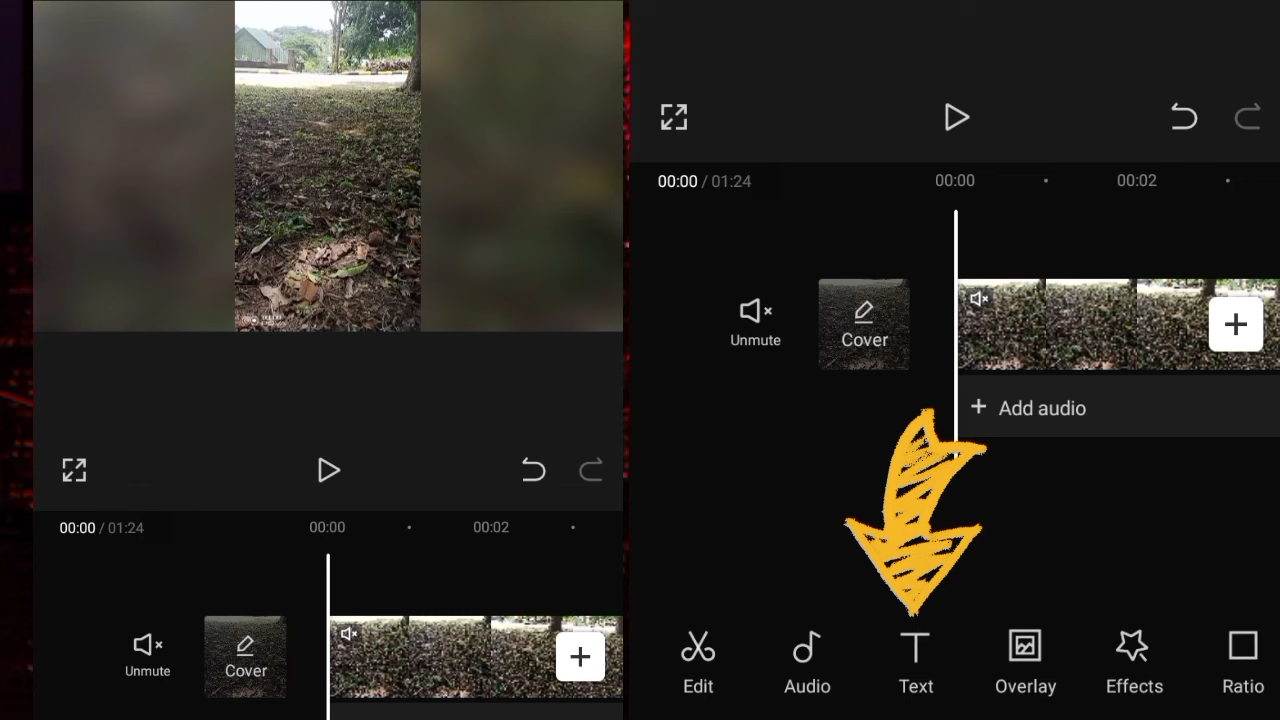 00:00 / 01:24
00:00
00:02
Unmute
Cover
00:00 / 01:24
00:00
00:02
Unmute
Cover
+ Add audio
Edit
Audio
Text
Overlay
Effects
Ratio